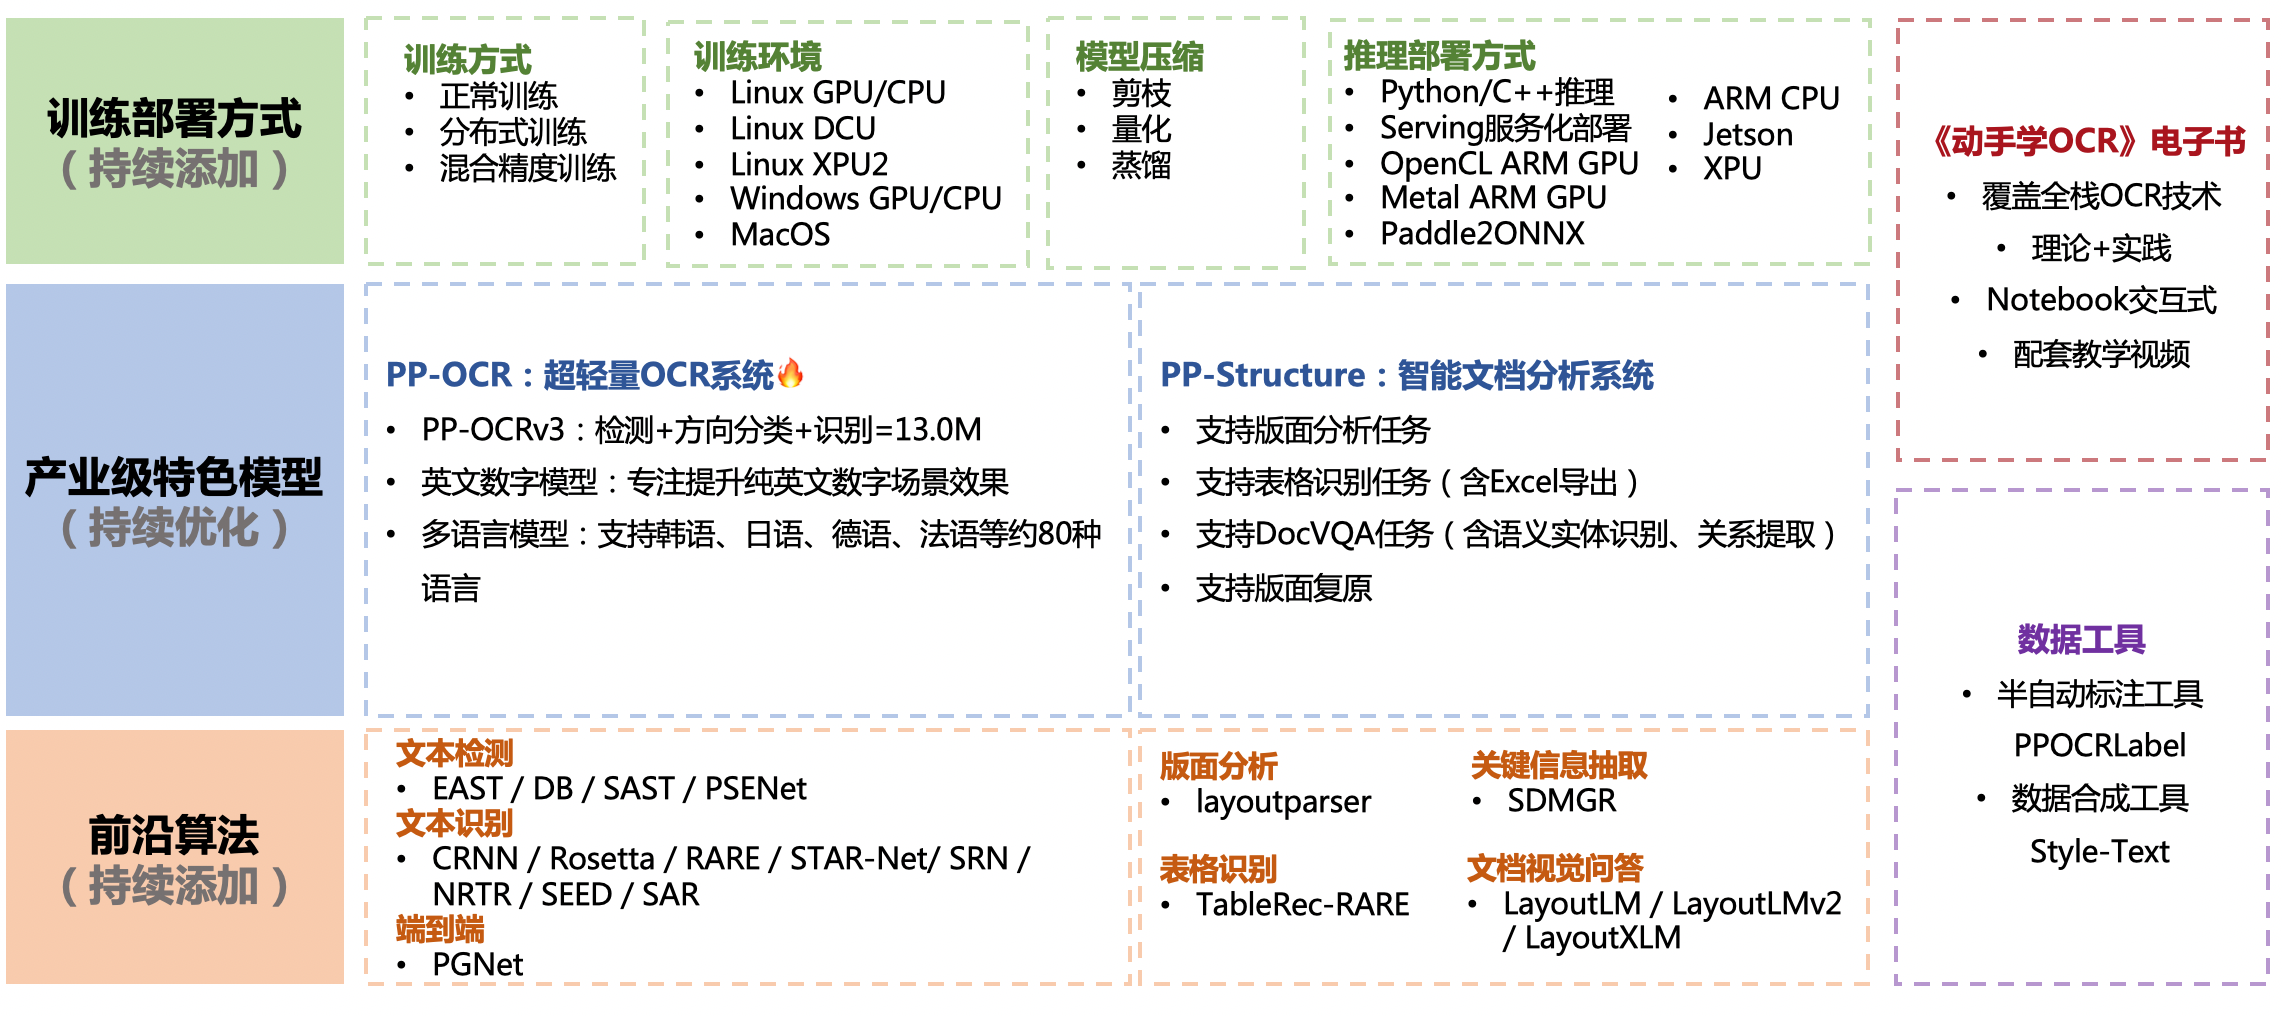 训练部署方式
（持续添加）
训练方式
• 正常训练
• 分布式训练
• 混合精度训练
训练环境
• Linux GPU/CPU
• Linux DCU
• Linux XPU2
• Windows GPU/CPU
• MacOS
模型压缩
• 剪枝
• 量化
• 蒸馏
推理部署方式
• Python/C++推理
• Serving服务化部署
• OpenCL ARM GPU
• Metal ARM GPU
• Paddle2ONNX
• ARM CPU
• Jetson
• XPU
产业级特色模型
（持续优化）
PP-OCR：超轻量OCR系统🔥
• PP-OCRv3：检测+方向分类+识别=13.0M
• 英文数字模型：专注提升纯英文数字场景效果
• 多语言模型：支持韩语、日语、德语、法语等约80种
语言
PP-Structure：智能文档分析系统
• 支持版面分析任务
• 支持表格识别任务（含Excel导出）
• 支持DocVQA任务（含语义实体识别、关系提取）
• 支持版面复原
前沿算法
（持续添加）
文本检测
• EAST / DB / SAST / PSENet
文本识别
• CRNN / Rosetta / RARE / STAR-Net/ SRN /
NRTR / SEED / SAR
端到端
• PGNet
版面分析
• layoutparser
表格识别
• TableRec-RARE
关键信息抽取
• SDMGR
文档视觉问答
• LayoutLM / LayoutLMv2
/ LayoutXLM
《动手学OCR》电子书
• 覆盖全栈OCR技术
• 理论+实践
• Notebook交互式
• 配套教学视频
数据工具
• 半自动标注工具
PPOCRLabel
• 数据合成工具
Style-Text